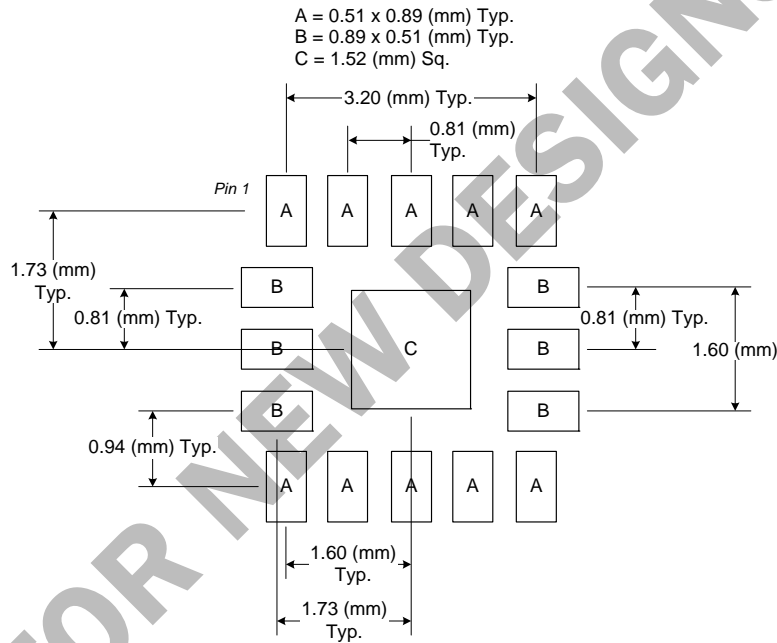 A = 0.51 x 0.89 (mm) Typ.
B = 0.89 x 0.51 (mm) Typ.
C = 1.52 (mm) Sq.
3.20 (mm) Typ.
0.81 (mm)
Typ.
Pin 1
A A A A A
1.73 (mm)
Typ.
0.81 (mm) Typ.
B
B
B
C
B
B
B
0.81 (mm) Typ.
1.60 (mm)
0.94 (mm) Typ.
A A A A A
1.60 (mm)
Typ.
1.73 (mm)
Typ.
FOR NEW DESIGNS